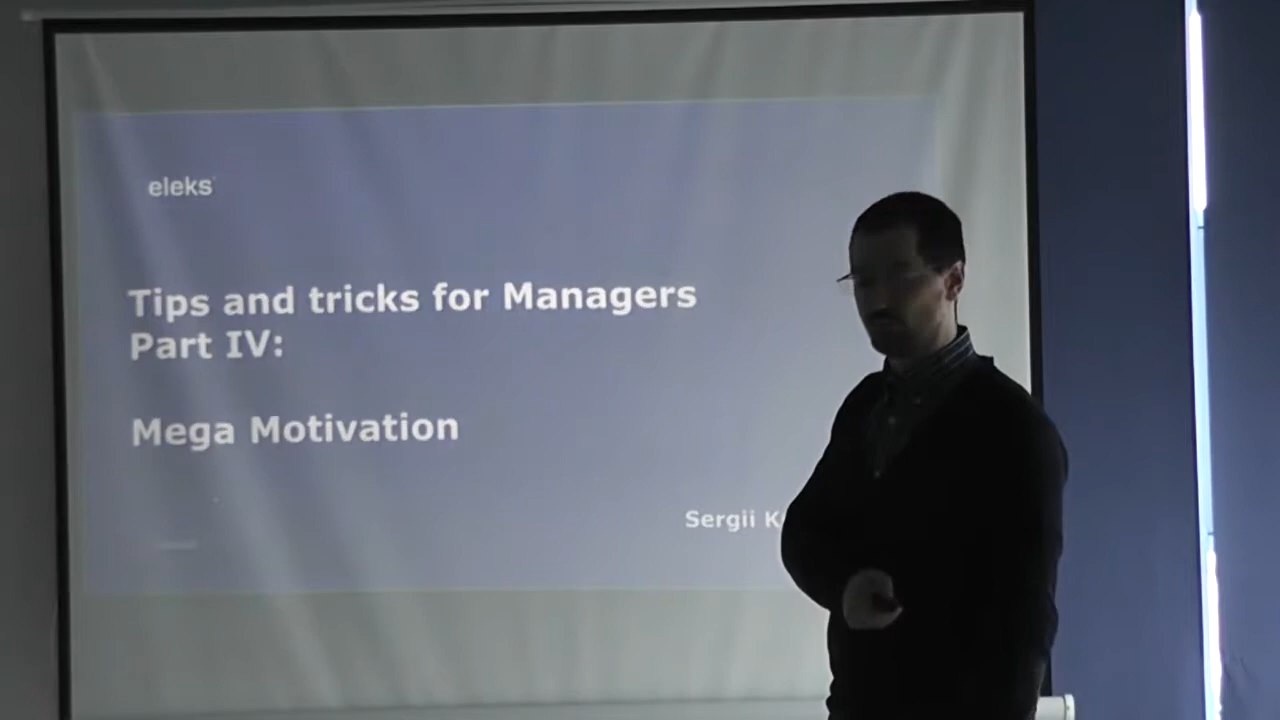 eleks
Tips and tricks for Managers
Part IV:
Mega Motivation
Sergii